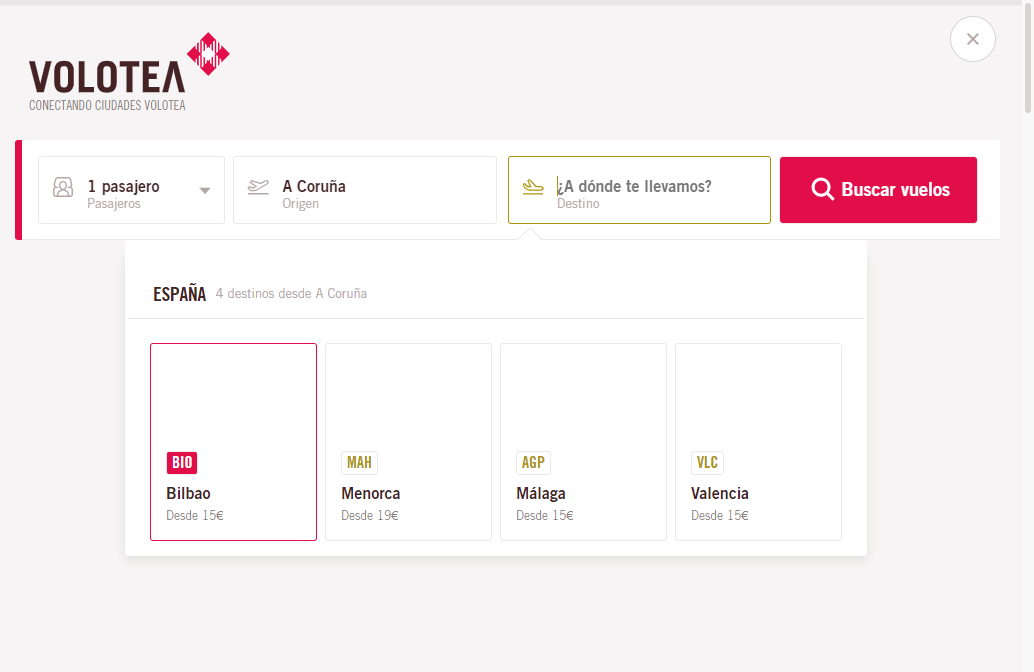 VOLOTEA
CONECTANDO CIUDADES VOLOTEA
1 pasajero
Pasajeros
A Coruña
Origen
¿A dónde te llevamos?
Destino
Buscar vuelos
ESPAÑA 4 destinos desde A Coruña
BIO
Bilbao
Desde 15€
MAH
Menorca
Desde 19€
AGP
Málaga
Desde 15€
VLC
Valencia
Desde 15€